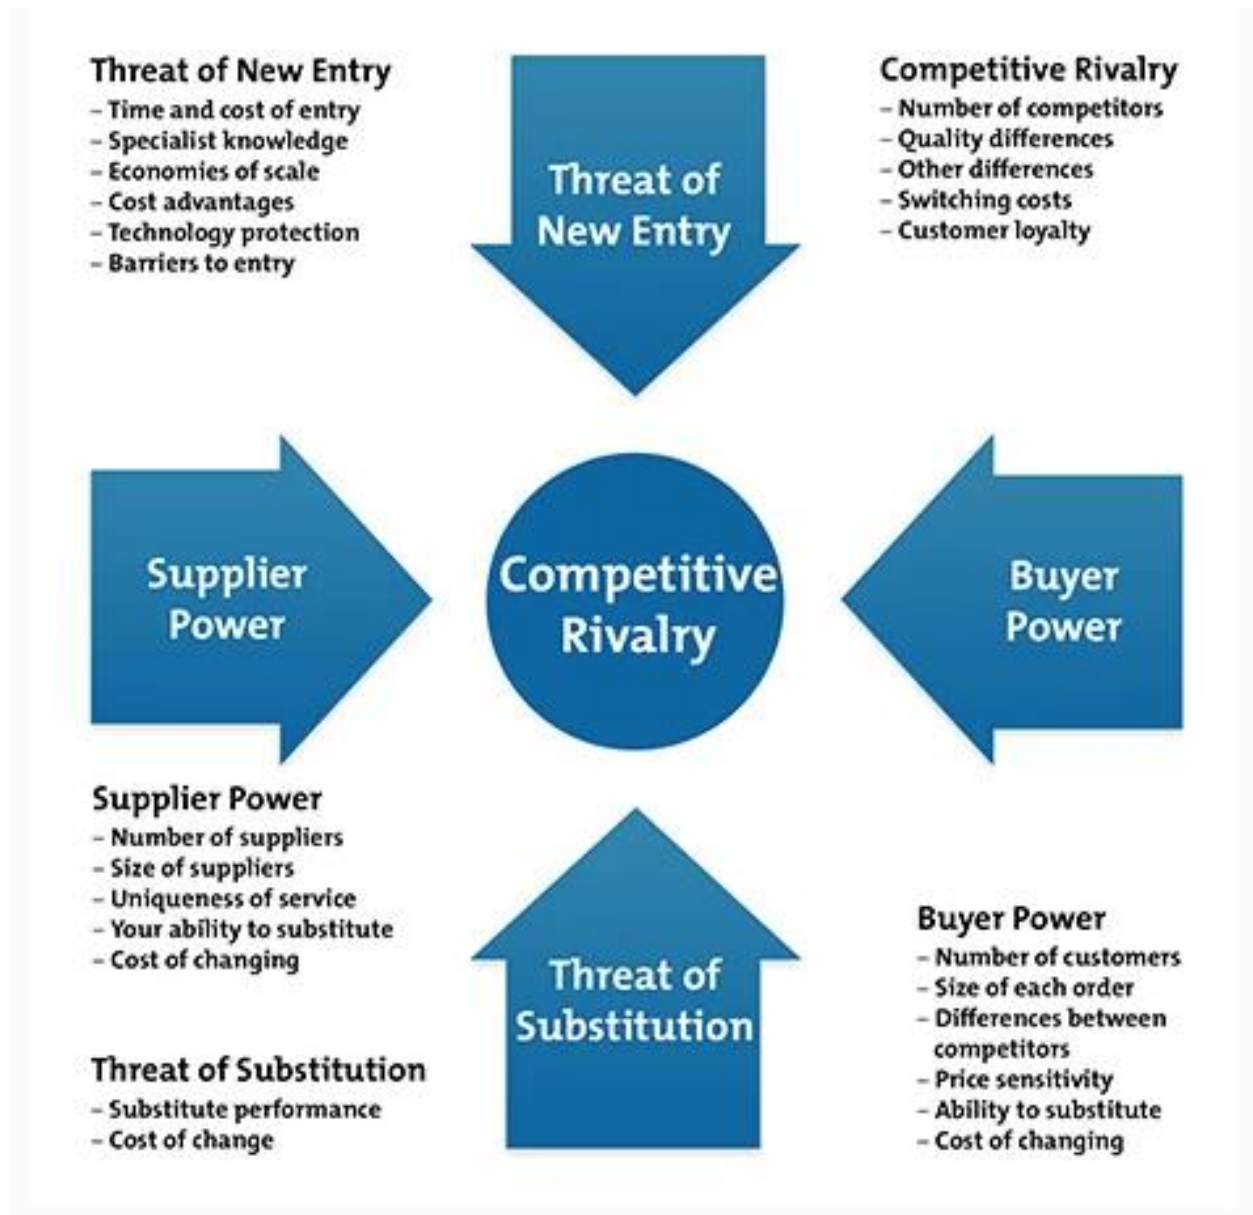 Threat of New Entry
– Time and cost of entry
– Specialist knowledge
– Economies of scale
– Cost advantages
– Technology protection
– Barriers to entry
Threat of
New Entry
Competitive Rivalry
– Number of competitors
– Quality differences
– Other differences
– Switching costs
– Customer loyalty
Supplier
Power
Competitive
Rivalry
Buyer
Power
Supplier Power
– Number of suppliers
– Size of suppliers
– Uniqueness of service
– Your ability to substitute
– Cost of changing
Threat of Substitution
– Substitute performance
– Cost of change
Threat of
Substitution
Buyer Power
– Number of customers
– Size of each order
– Differences between
competitors
– Price sensitivity
– Ability to substitute
– Cost of changing